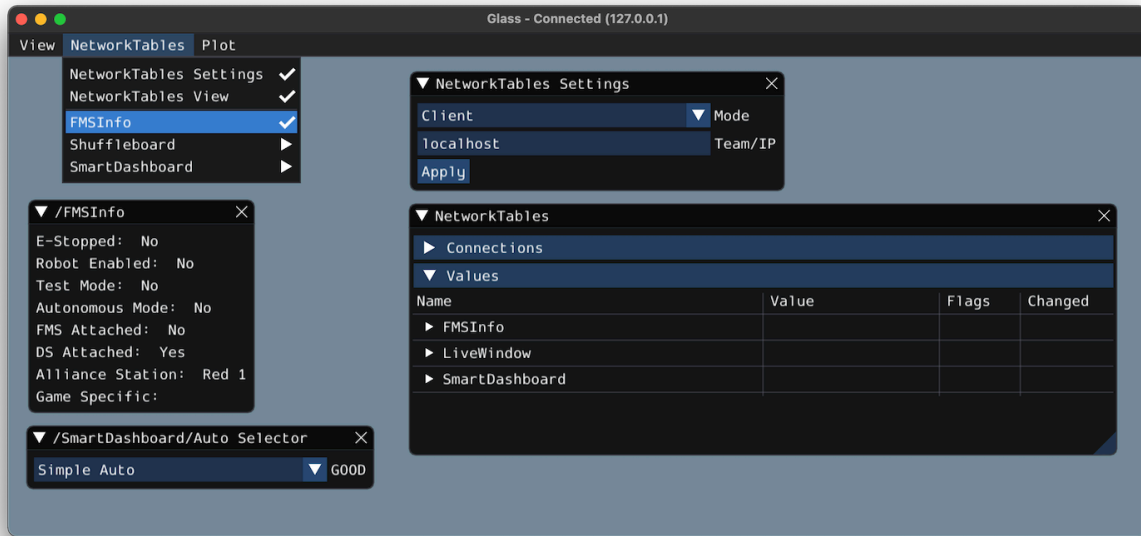 Glass - Connected (127.0.0.1)
View NetworkTables Plot
NetworkTables Settings
NetworkTables View
FMSInfo
Shuffleboard
SmartDashboard
NetworkTables Settings
Client Mode
localhost Team/IP
Apply
/FMSInfo
E-Stopped: No
Robot Enabled: No
Test Mode: No
Autonomous Mode: No
FMS Attached: No
DS Attached: Yes
Alliance Station: Red 1
Game Specific:
NetworkTables
Connections
Values
Name Value Flags Changed
FMSInfo
LiveWindow
SmartDashboard
/SmartDashboard/Auto Selector
Simple Auto GOOD